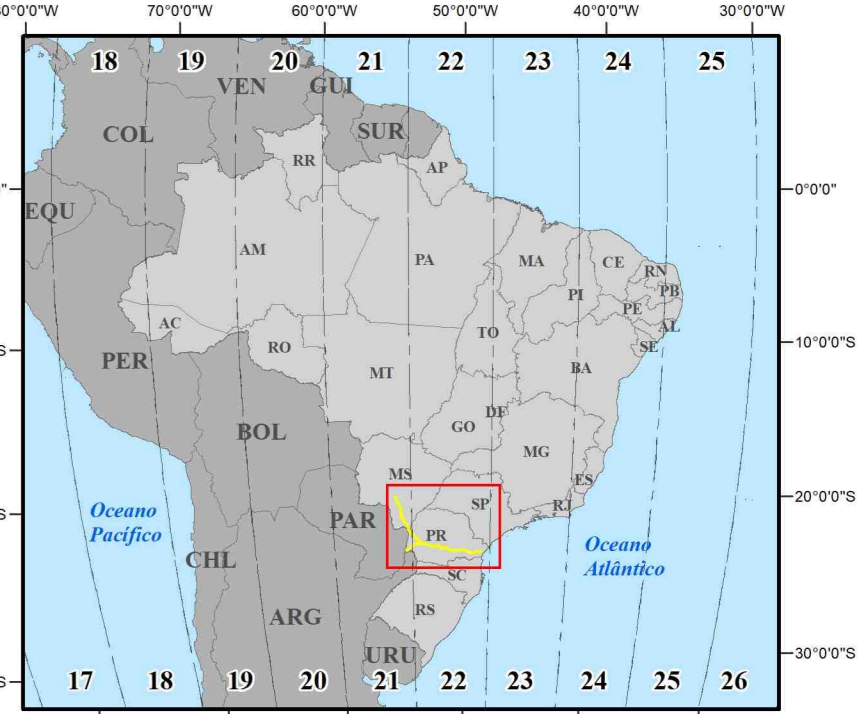 70°0'0"W 60°0'0"W 50°0'0"W 40°0'0"W 30°0'0"W
18 19 20 21 22 23 24 25
VEN GUI
COL SUR
RR AP
0°0'0"
EQU
AM PA MA CE RN
PB
PI PE
AC AL
TO SE
PER RO 10°0'0"S
MT BA
DF
BOL GO
MG
MS ES
SP RJ 20°0'0"S
Oceano
Pacífico
PAR PR
Oceano
Atlântico
CHL SC
ARG RS
URU 30°0'0"S
17 18 19 20 21 22 23 24 25 26